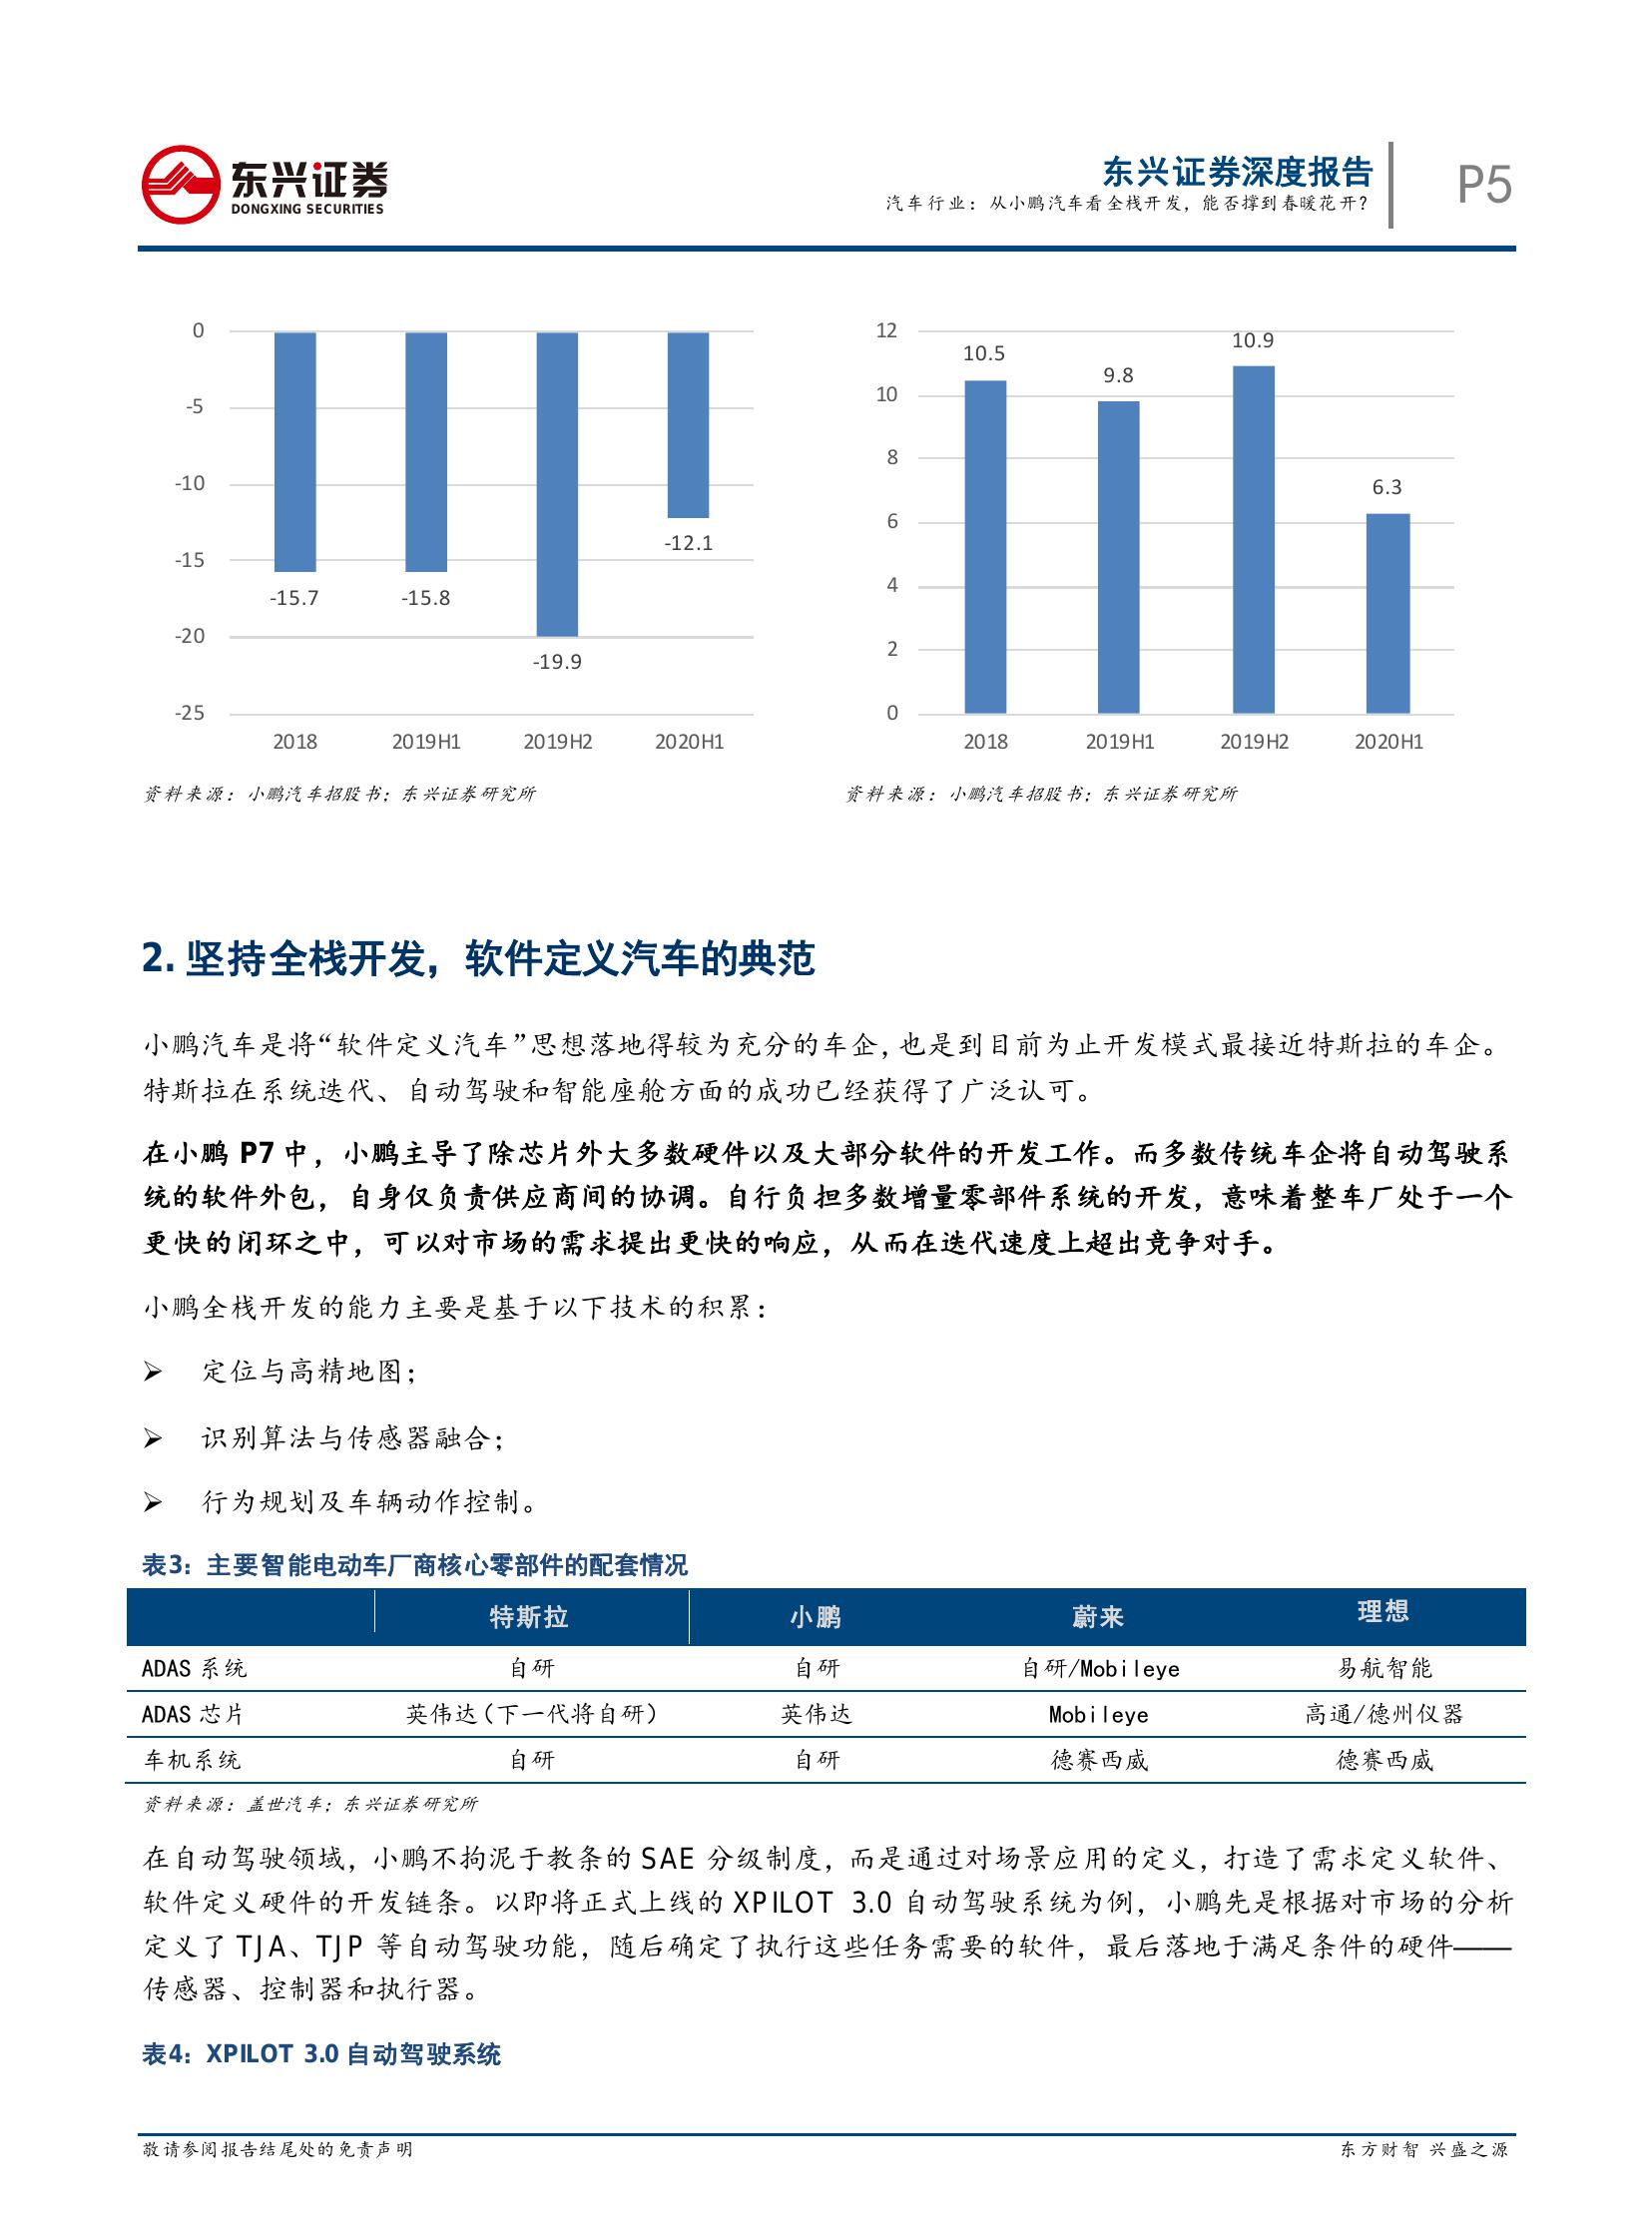 东兴证券
DONGXING SECURITIES
东兴证券深度报告
汽车行业：从小鹏汽车看全栈开发，能否撑到春暖花开？
P5
0
-5
-10
-15
-20
-25
-15.7
-15.8
-19.9
-12.1
2018 2019H1 2019H2 2020H1
资料来源：小鹏汽车招股书；东兴证券研究所
12
10
8
6
4
2
0
10.5
9.8
10.9
6.3
2018 2019H1 2019H2 2020H1
资料来源：小鹏汽车招股书；东兴证券研究所
2. 坚持全栈开发，软件定义汽车的典范
小鹏汽车是将“软件定义汽车”思想落地得较为充分的车企，也是到目前为止开发模式最接近特斯拉的车企。
特斯拉在系统迭代、自动驾驶和智能座舱方面的成功已经获得了广泛认可。
在小鹏 P7 中，小鹏主导了除芯片外大多数硬件以及大部分软件的开发工作。而多数传统车企将自动驾驶系
统的软件外包，自身仅负责供应商间的协调。自行负担多数增量零部件系统的开发，意味着整车厂处于一个
更快的闭环之中，可以对市场的需求提出更快的响应，从而在迭代速度上超出竞争对手。
小鹏全栈开发的能力主要是基于以下技术的积累：
➢ 定位与高精地图；
➢ 识别算法与传感器融合；
➢ 行为规划及车辆动作控制。
表3：主要智能电动车厂商核心零部件的配套情况
特斯拉 小鹏 蔚来 理想
ADAS 系统 自研 自研 自研/Mobileye 易航智能
ADAS 芯片 英伟达（下一代将自研） 英伟达 Mobileye 高通/德州仪器
车机系统 自研 自研 德赛西威 德赛西威
资料来源：盖世汽车；东兴证券研究所
在自动驾驶领域，小鹏不拘泥于教条的 SAE 分级制度，而是通过对场景应用的定义，打造了需求定义软件、
软件定义硬件的开发链条。以即将正式上线的 XPILOT 3.0 自动驾驶系统为例，小鹏先是根据对市场的分析
定义了 TJA、TJP 等自动驾驶功能，随后确定了执行这些任务需要的软件，最后落地于满足条件的硬件——
传感器、控制器和执行器。
表4：XPILOT 3.0 自动驾驶系统
敬请参阅报告结尾处的免责声明
东方财智 兴盛之源